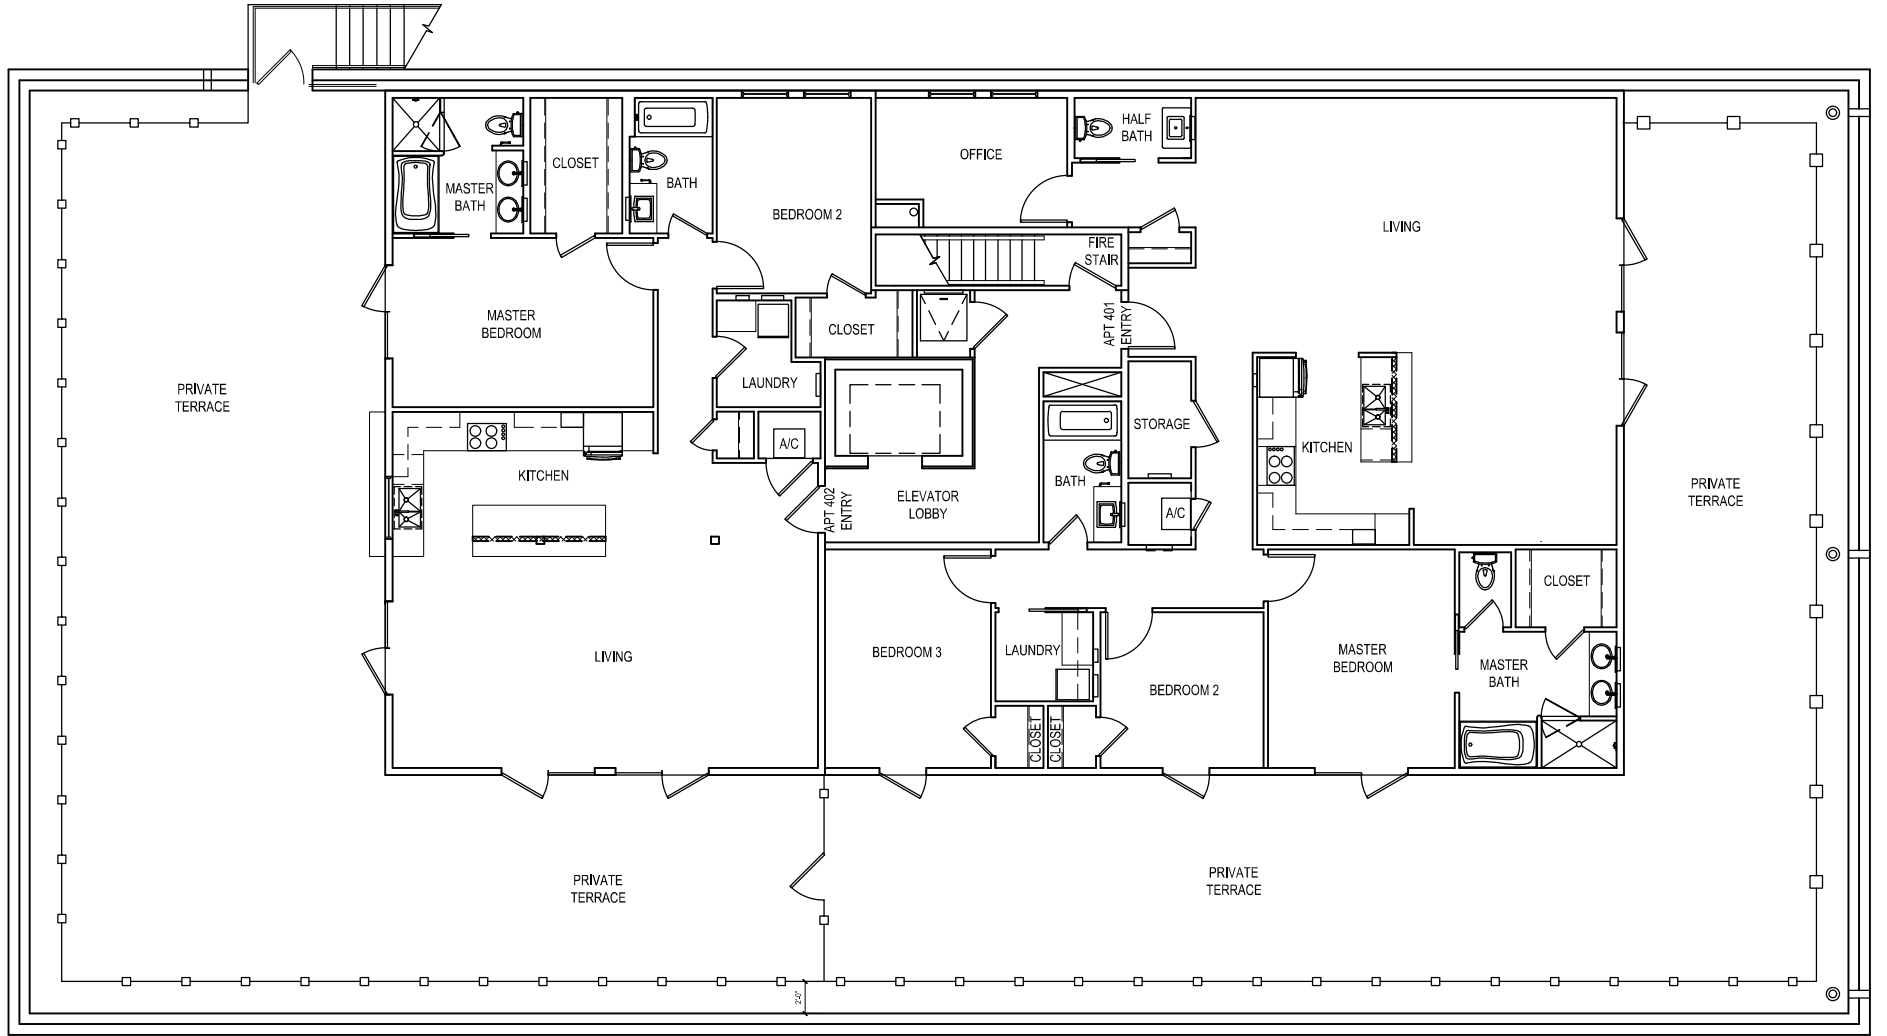 HALF
BATH
OFFICE
CLOSET
BATH
MASTER
BATH
BEDROOM 2
LIVING
FIRE
STAIR
MASTER
BEDROOM
CLOSET
APT 401
ENTRY
LAUNDRY
PRIVATE
TERRACE
STORAGE
A/C
KITCHEN
KITCHEN
BATH
PRIVATE
TERRACE
APT 402
ENTRY
ELEVATOR
LOBBY
A/C
CLOSET
LIVING
BEDROOM 3
LAUNDRY
MASTER
BEDROOM
MASTER
BATH
BEDROOM 2
CLOSET
CLOSET
PRIVATE
TERRACE
PRIVATE
TERRACE
2'-0"